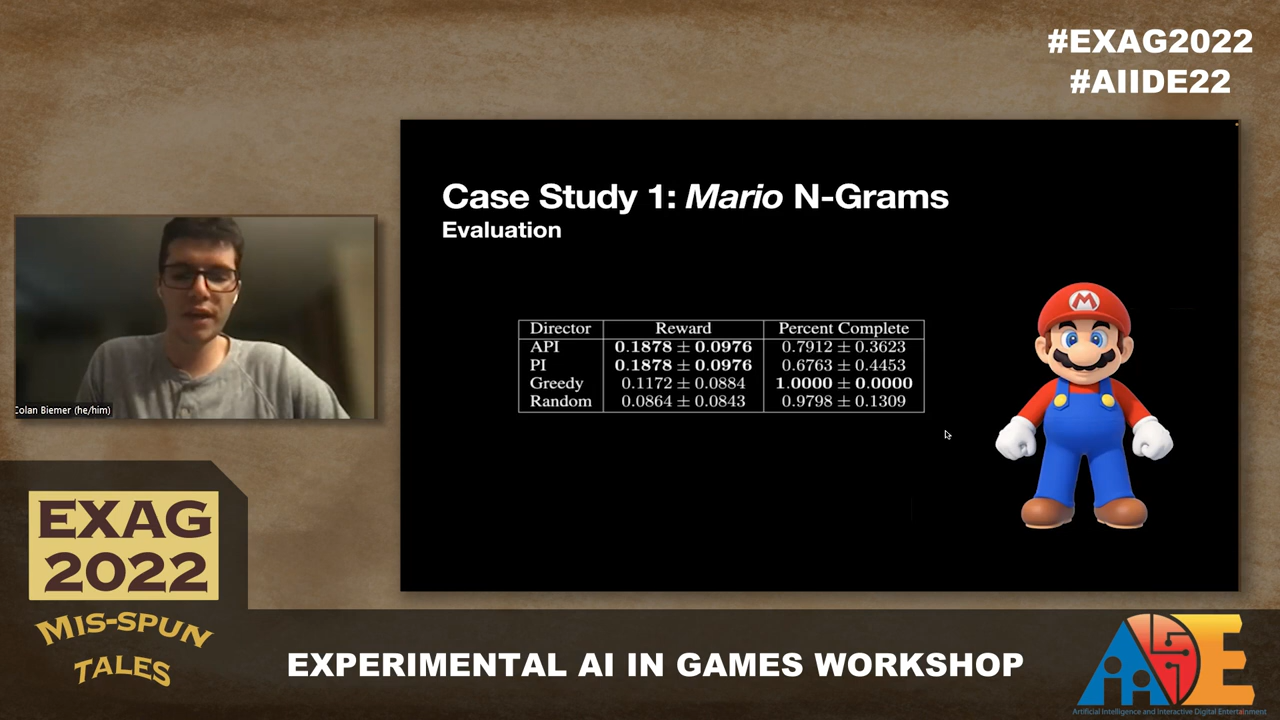 #EXAG2022
#AIIDE22
Case Study 1: Mario N-Grams
Evaluation
Director Reward Percent Complete
API 0.1878 ± 0.0976 0.7912 ± 0.3623
PI 0.1878 ± 0.0976 0.6763 ± 0.4453
Greedy 0.1172 ± 0.0884 1.0000 ± 0.0000
Random 0.0864 ± 0.0843 0.9798 ± 0.1309
M
Colan Biemer (he/him)
EXAG
2022
MIS-SPUN
TALES
EXPERIMENTAL AI IN GAMES WORKSHOP
AIIDE
Artificial Intelligence and Interactive Digital Entertainment